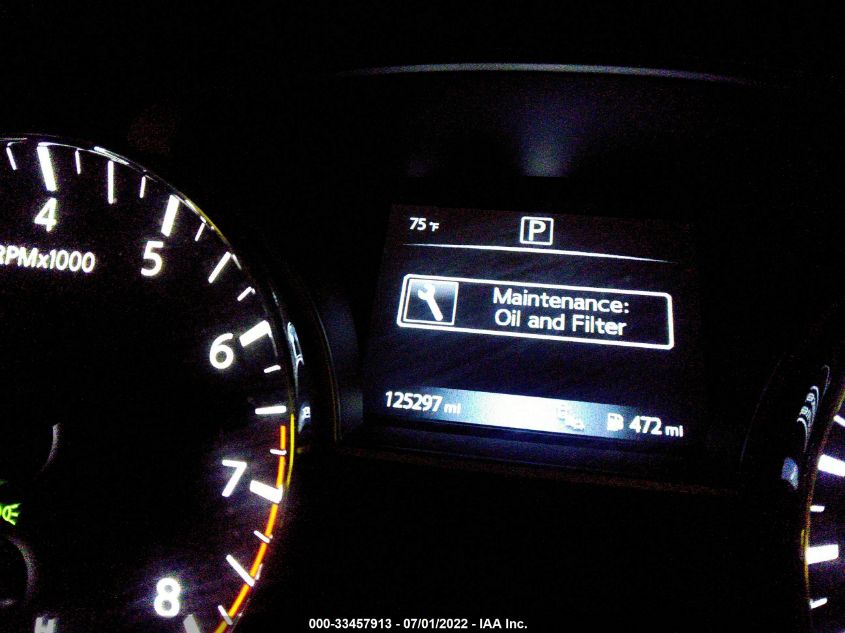 4
5
RPMx1000
6
7
8
75°F
P
Maintenance:
Oil and Filter
125297 mi
472 mi
000-33457913 - 07/01/2022 - IAA Inc.